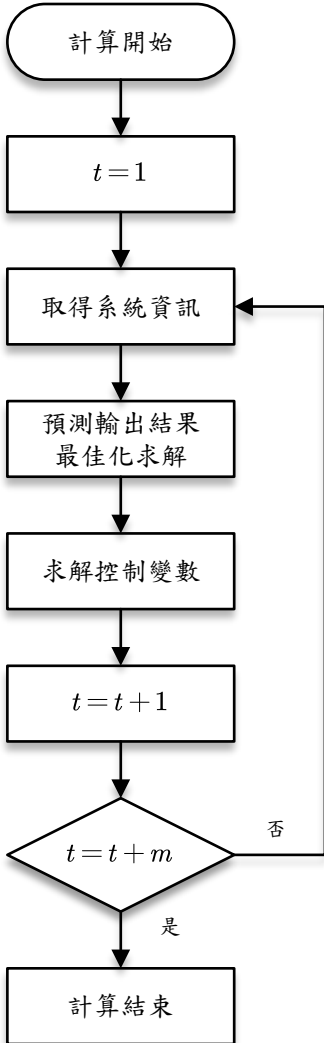 計算開始
t=1
取得系統資訊
預測輸出結果
最佳化求解
求解控制變數
t=t+1
t=t+m
否
是
計算結束